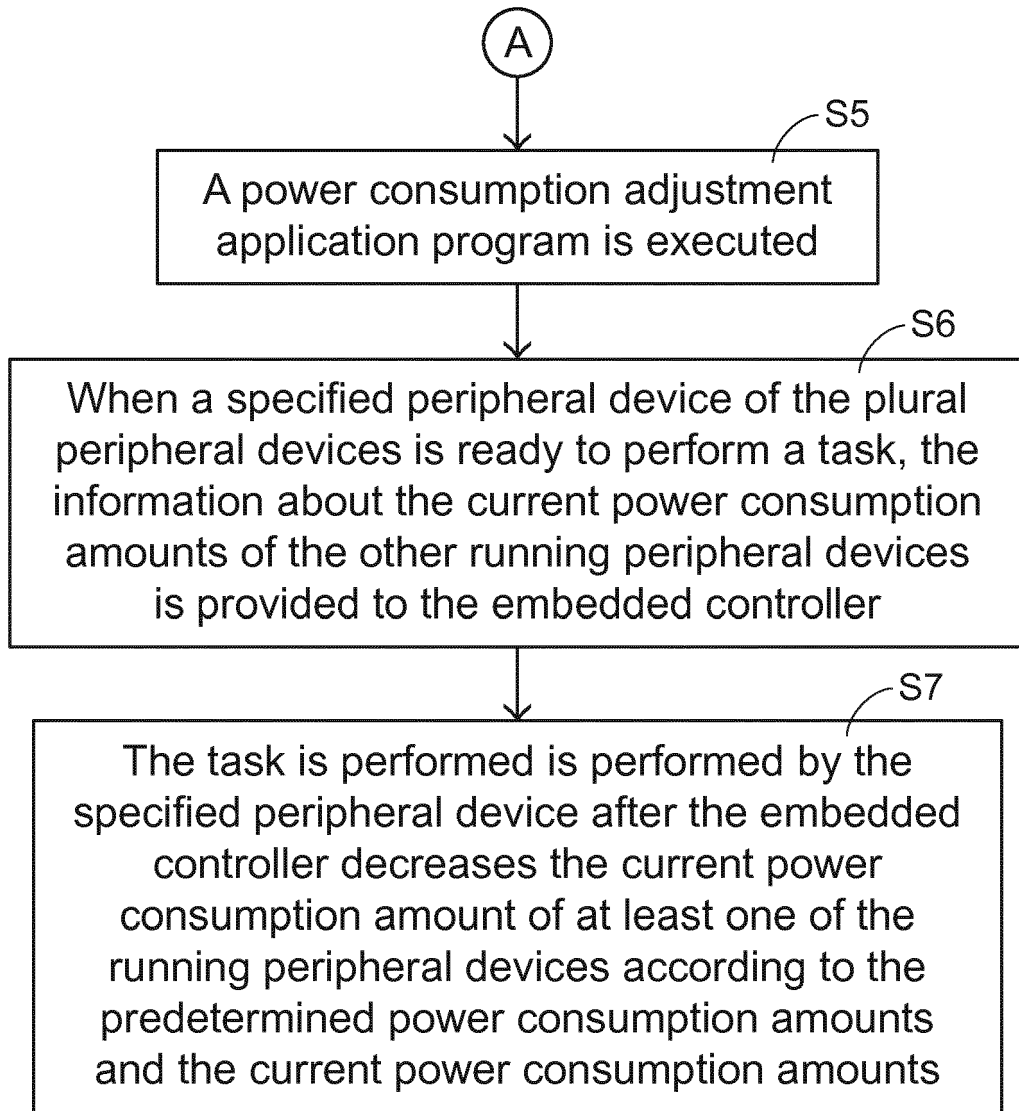 A
S5
A power consumption adjustment
application program is executed
S6
When a specified peripheral device of the plural
peripheral devices is ready to perform a task, the
information about the current power consumption
amounts of the other running peripheral devices
is provided to the embedded controller
S7
The task is performed is performed by the
specified peripheral device after the embedded
controller decreases the current power
consumption amount of at least one of the
running peripheral devices according to the
predetermined power consumption amounts
and the current power consumption amounts